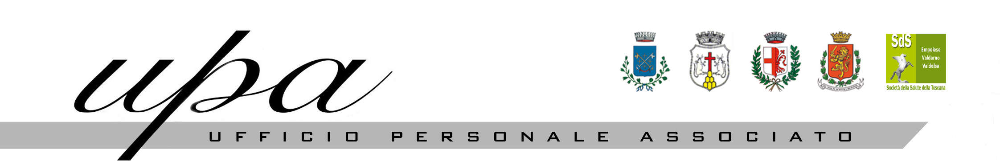 upa
SdS
Empolese
Valdarno
Valdelsa
Società della Salute della Toscana
UFFICIO PERSONALE ASSOCIATO